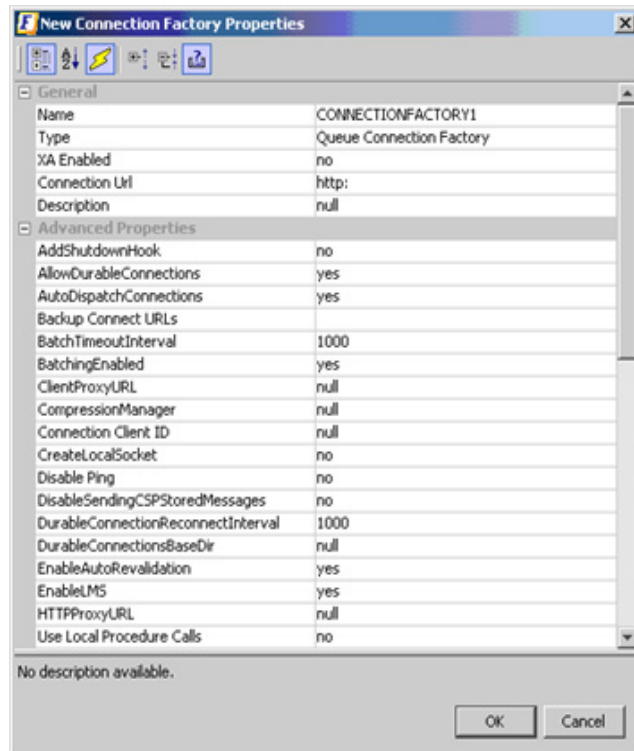 New Connection Factory Properties
General
Name CONNECTIONFACTORY1
Type Queue Connection Factory
XA Enabled no
Connection Url http:
Description null
Advanced Properties
AddShutdownHook no
AllowDurableConnections yes
AutoDispatchConnections yes
Backup Connect URLs
BatchTimeoutInterval 1000
BatchingEnabled yes
ClientProxyURL null
CompressionManager null
Connection Client ID null
CreateLocalSocket no
Disable Ping no
DisableSendingCSPStoredMessages no
DurableConnectionReconnectInterval 1000
DurableConnectionsBaseDir null
EnableAutoRevalidation yes
EnableLMS yes
HTTPProxyURL null
Use Local Procedure Calls no
No description available.
OK Cancel